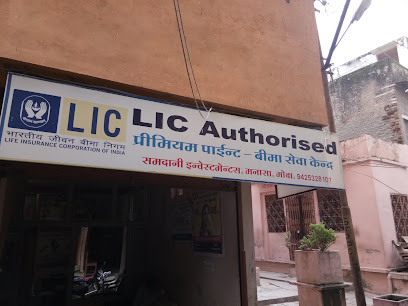 LIC
भारतीय जीवन बीमा निगम
LIFE INSURANCE CORPORATION OF INDIA
LIC Authorised
प्रीमियम पाईन्ट - बीमा सेवा केन्द्र
समदानी इन्वेस्टमेन्टस, मनासा, मोबा. 9425328101